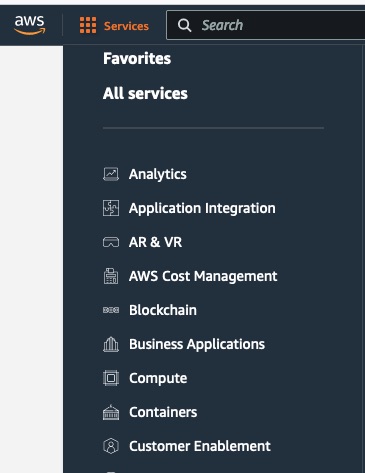 aws
Services
Search
Favorites
All services
Analytics
Application Integration
AR & VR
AWS Cost Management
Blockchain
Business Applications
Compute
Containers
Customer Enablement